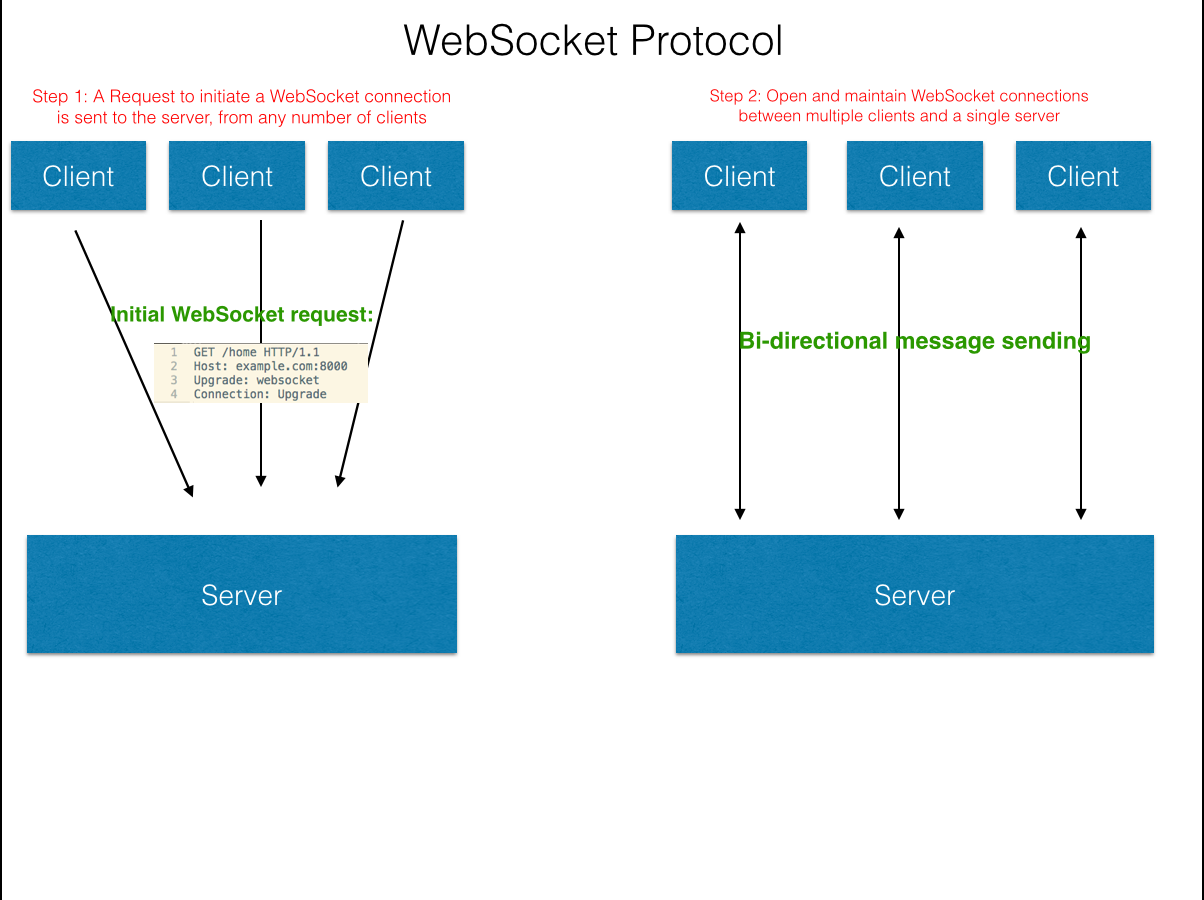 WebSocket Protocol
Step 1: A Request to initiate a WebSocket connection
is sent to the server, from any number of clients
Client
Client
Client
Initial WebSocket request:
1 GET /home HTTP/1.1
2 Host: example.com:8000
3 Upgrade: websocket
4 Connection: Upgrade
Server
Step 2: Open and maintain WebSocket connections
between multiple clients and a single server
Client
Client
Client
Bi-directional message sending
Server